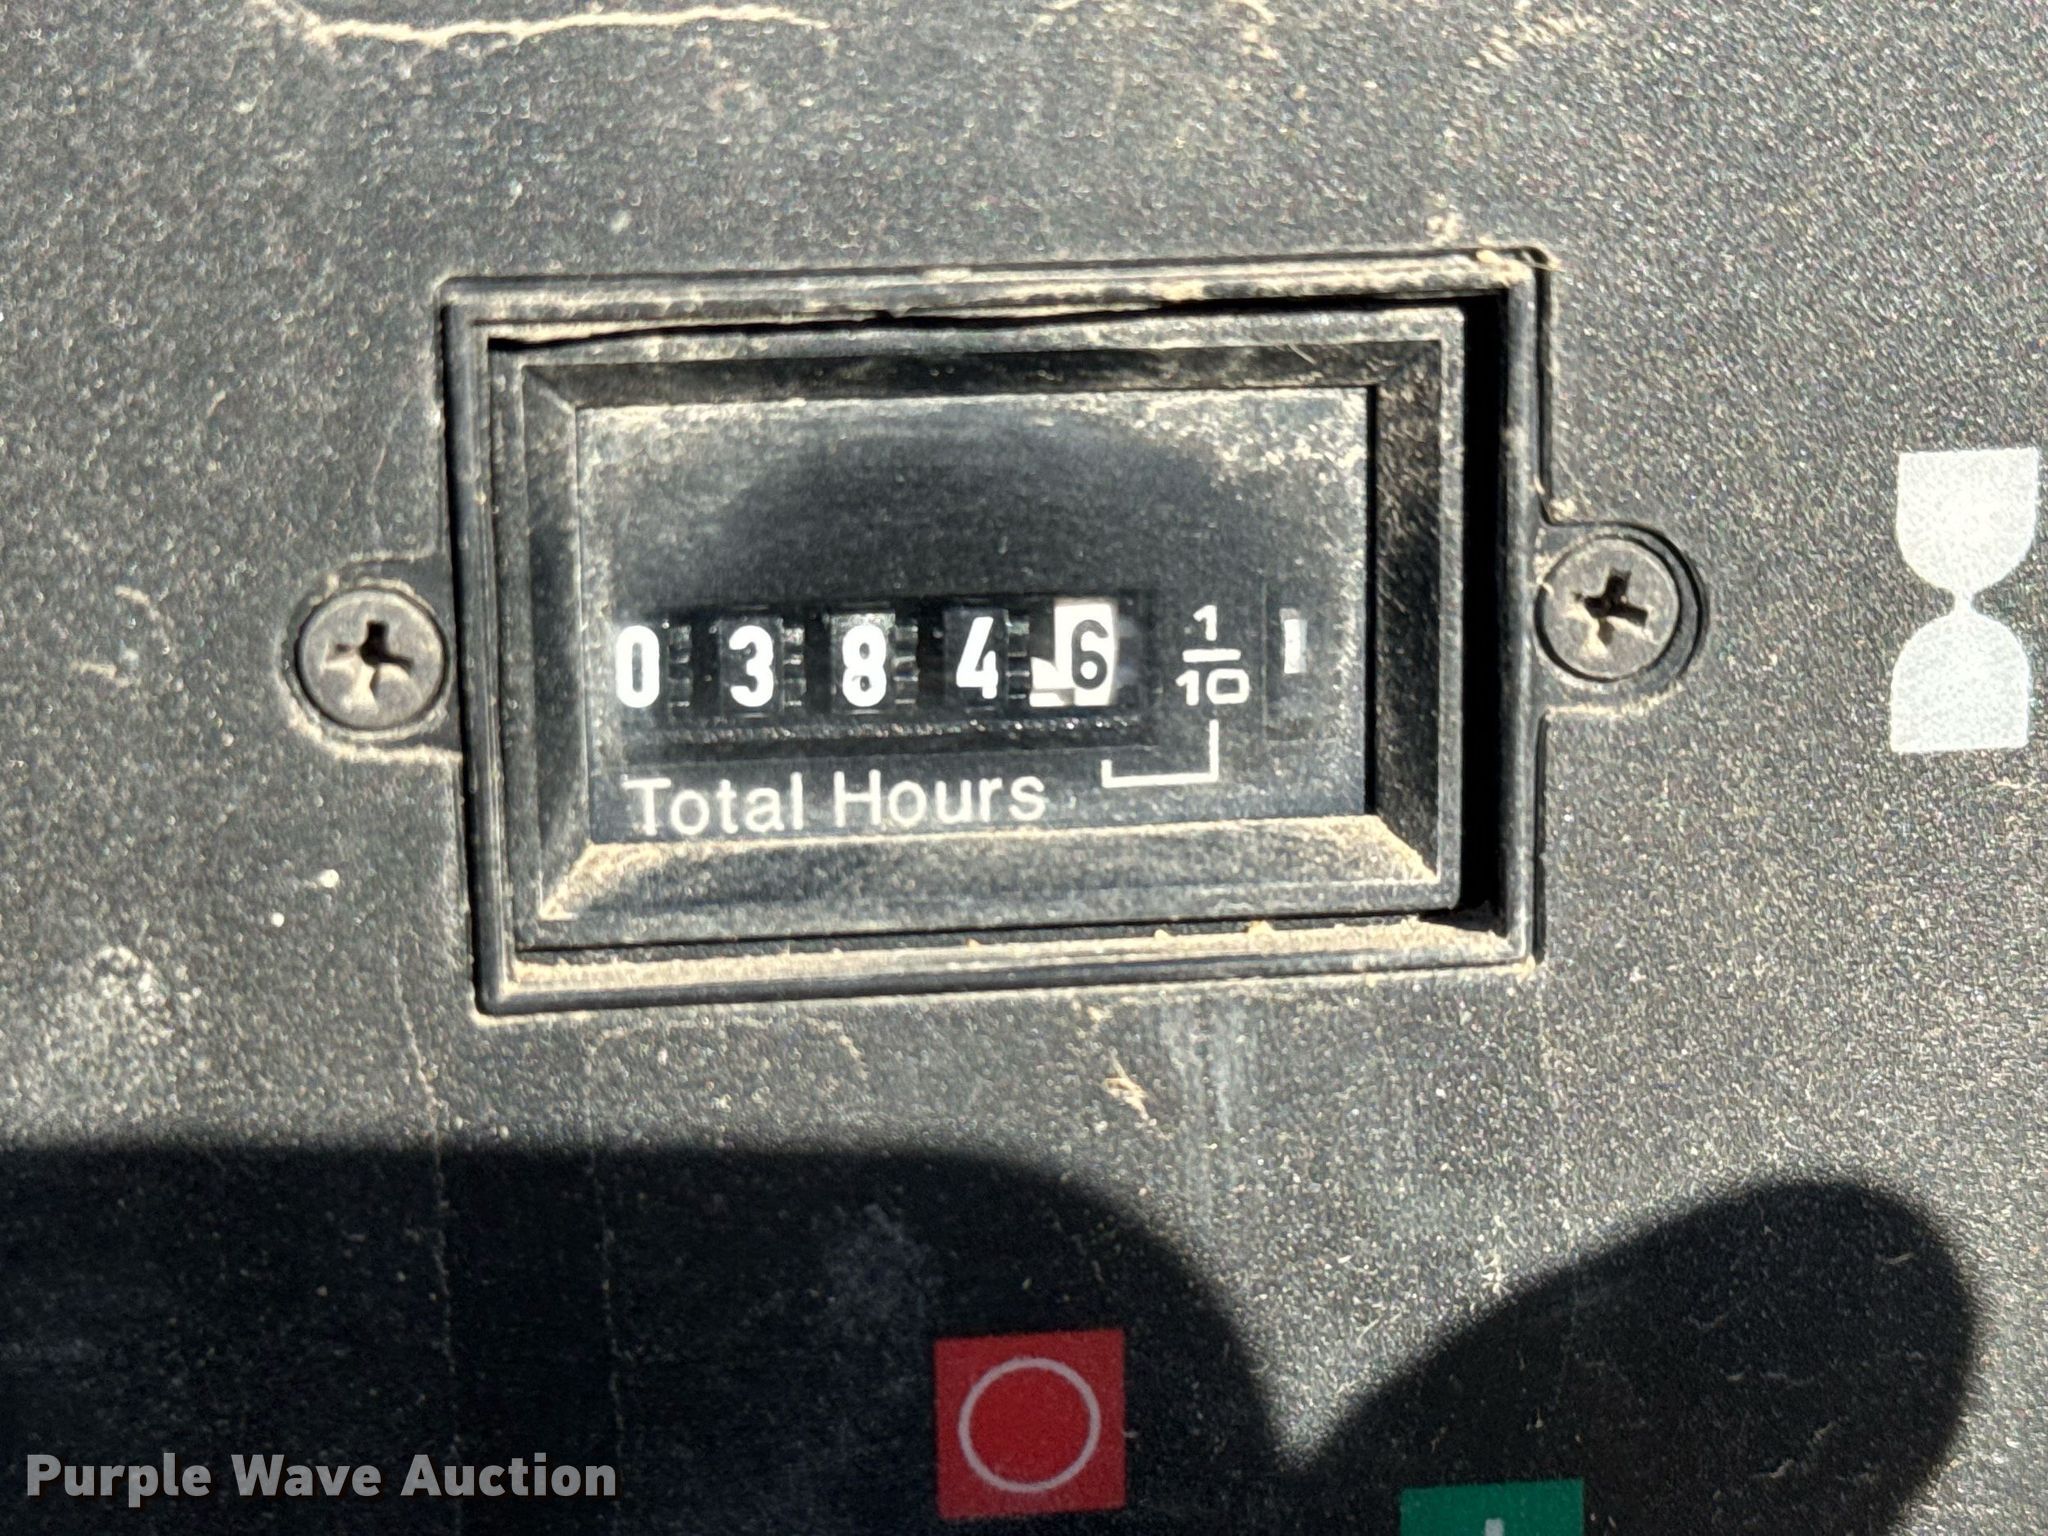 0 3 8 4 6 1/10
Total Hours
Purple Wave Auction